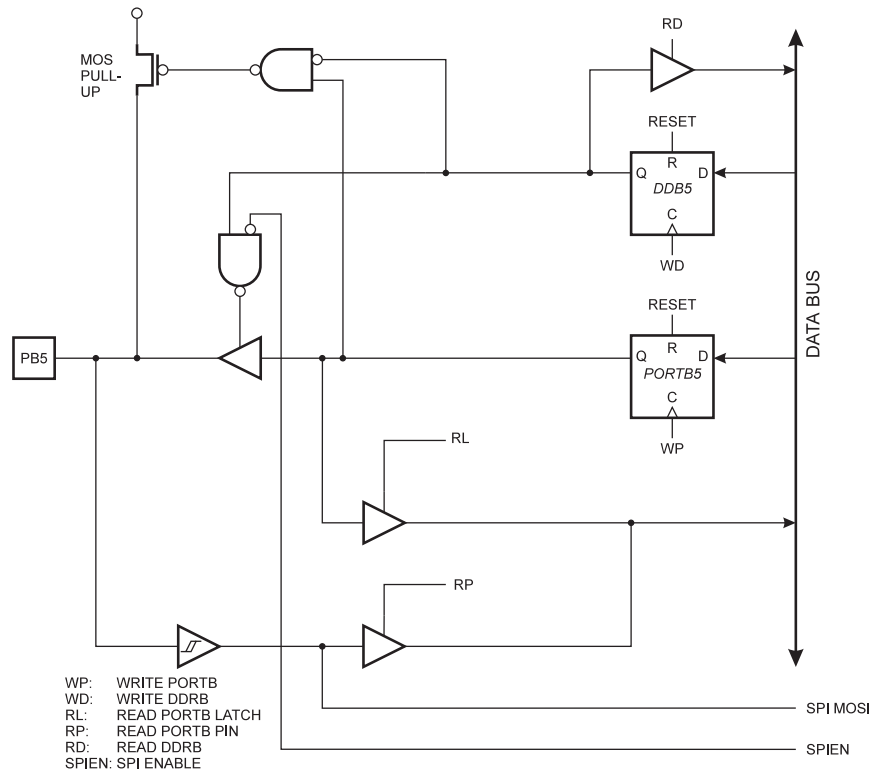 RD
MOS
PULL-
UP
RESET
R
Q
D
DDB5
C
WD
DATA BUS
RESET
PB5
Q
R
D
PORTB5
C
WP
RL
RP
WP: WRITE PORTB
WD: WRITE DDRB
RL: READ PORTB LATCH
RP: READ PORTB PIN
RD: READ DDRB
SPIEN: SPI ENABLE
SPI MOSI
SPIEN